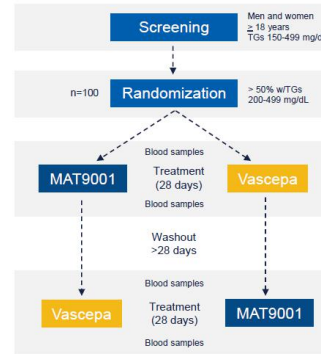 Screening
Men and women
≥ 18 years
TGs 150-499 mg/d
n=100
Randomization
> 50% w/TGs
200-499 mg/dL
Blood samples
MAT9001
Treatment
(28 days)
Vascepa
Blood samples
Washout
>28 days
Blood samples
Vascepa
Treatment
(28 days)
MAT9001
Blood samples